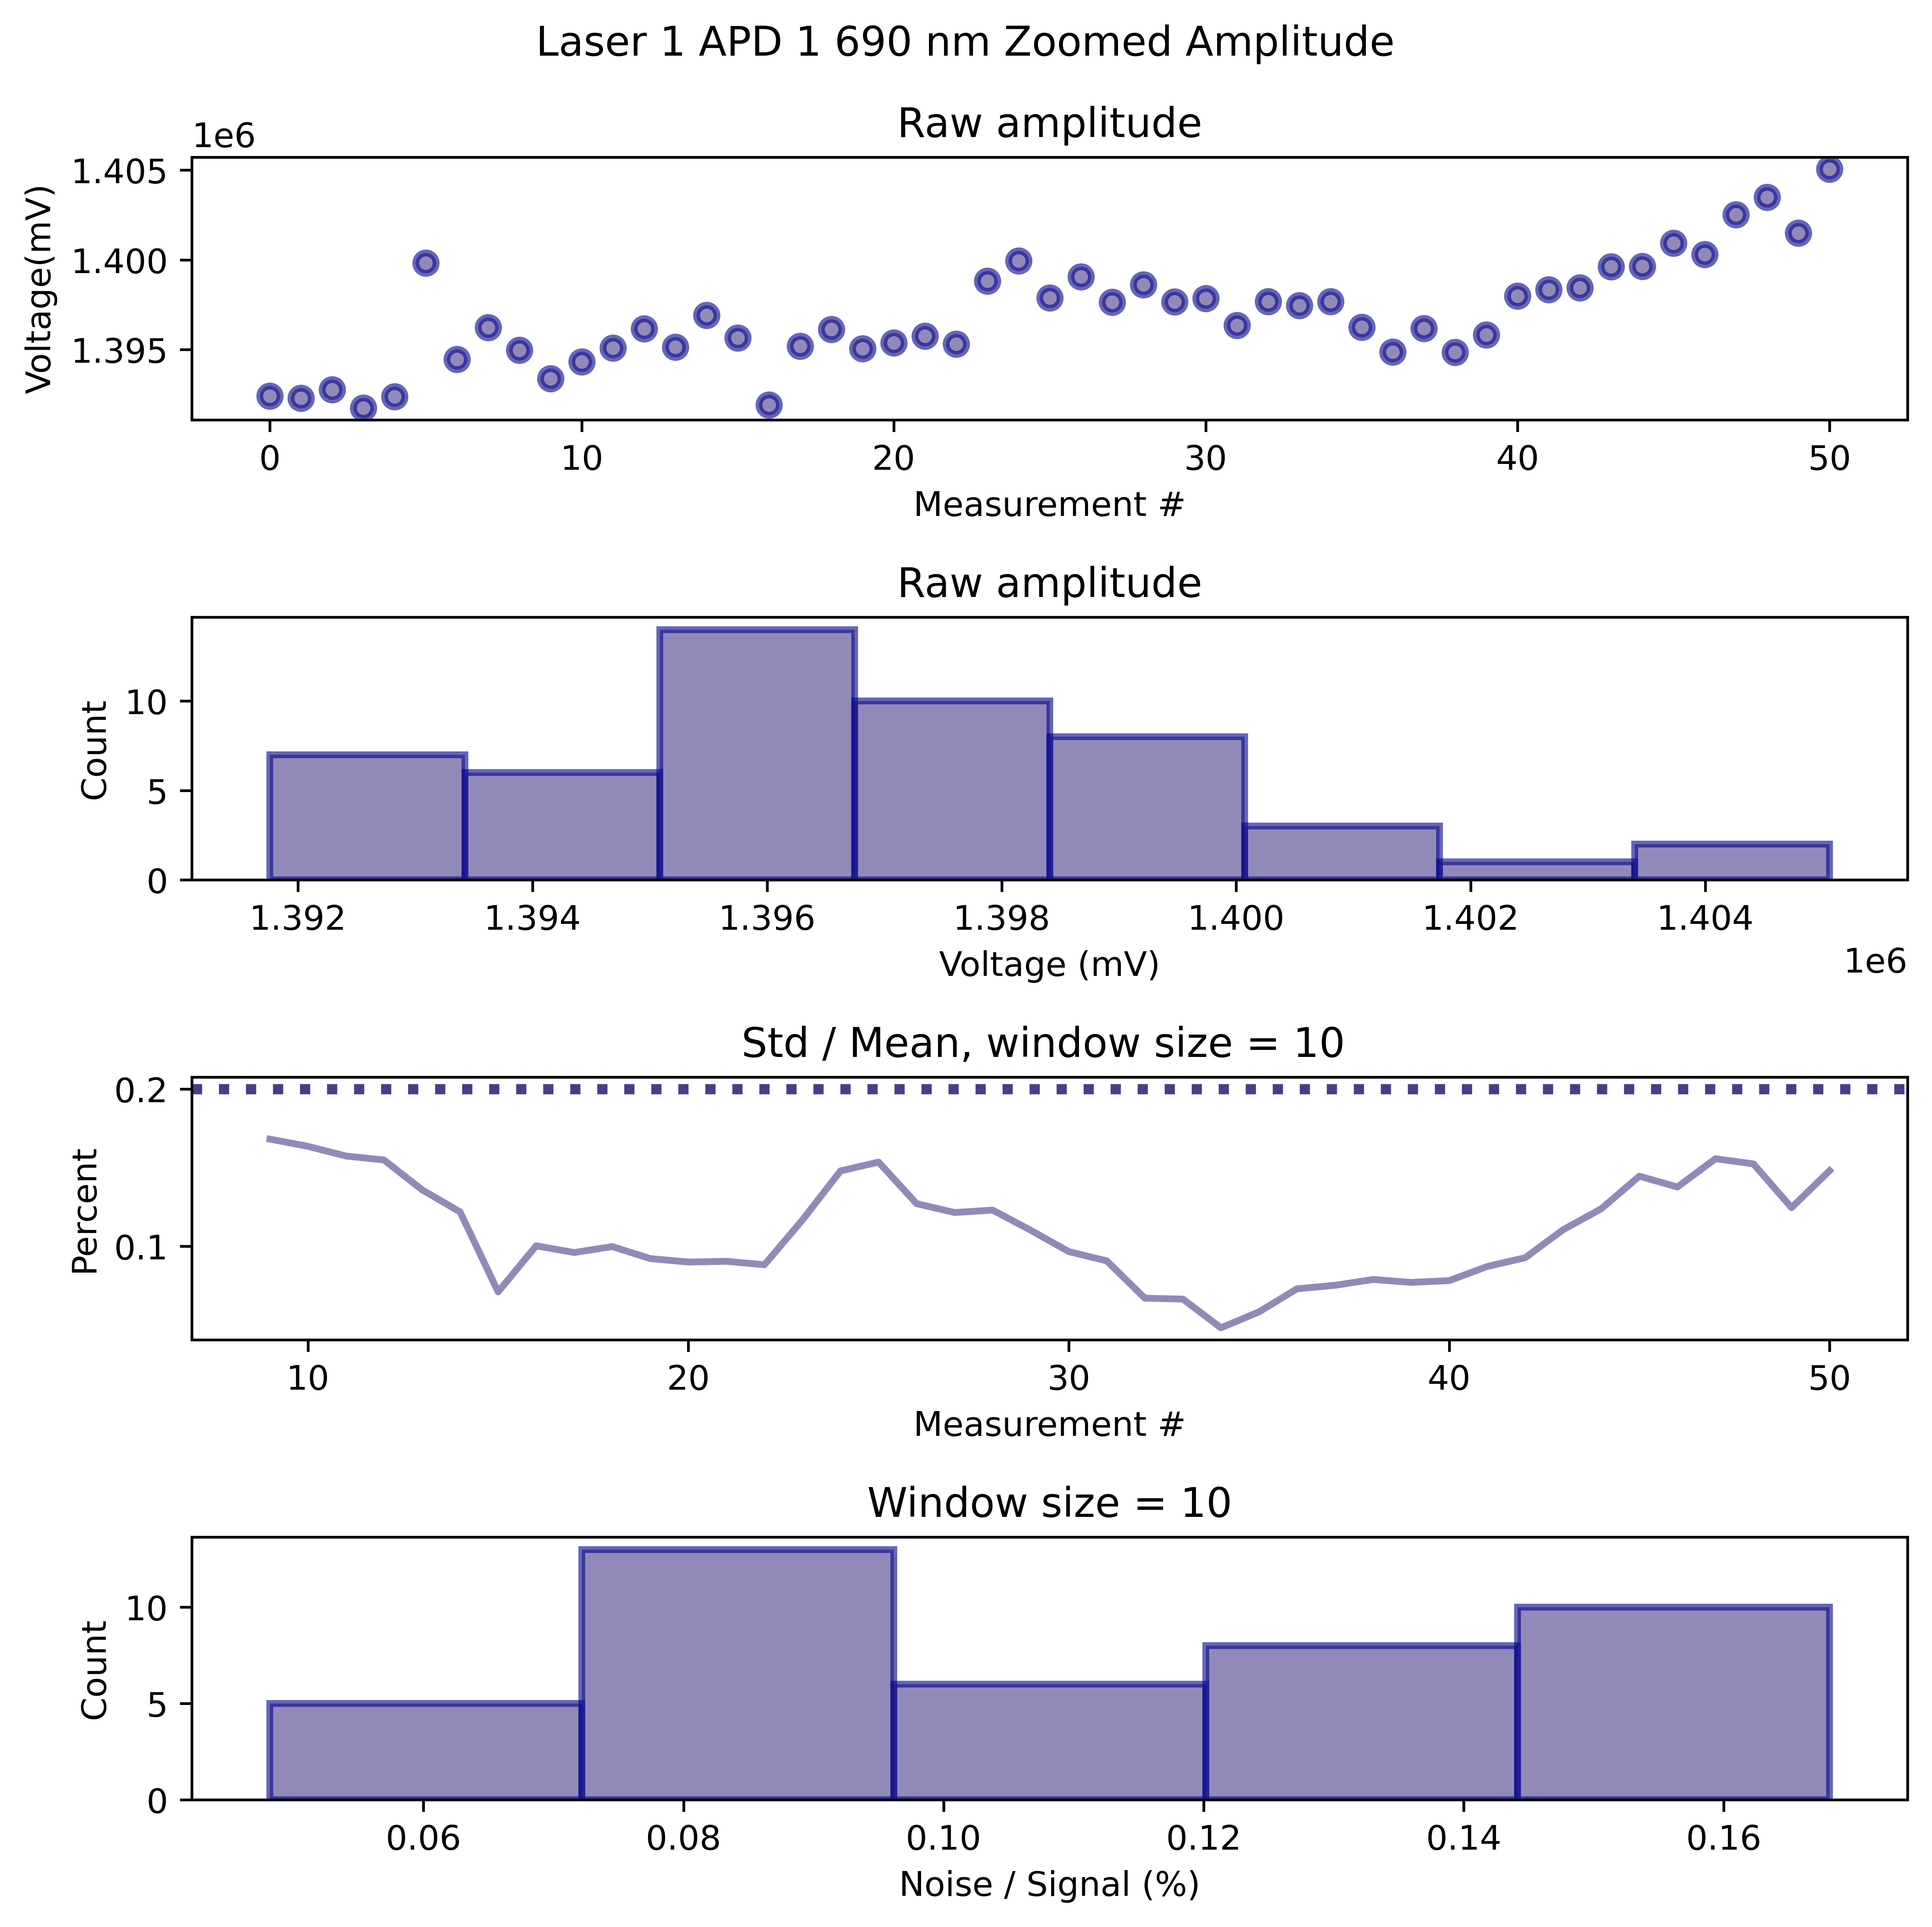 Laser 1 APD 1 690 nm Zoomed Amplitude
Raw amplitude
1e6
Voltage(mV)
1.405
1.400
1.395
0 10 20 30 40 50
Measurement #
Raw amplitude
Count
10
5
0
1.392 1.394 1.396 1.398 1.400 1.402 1.404
Voltage (mV)
1e6
Std / Mean, window size = 10
Percent
0.2
0.1
10 20 30 40 50
Measurement #
Window size = 10
Count
10
5
0
0.06 0.08 0.10 0.12 0.14 0.16
Noise / Signal (%)